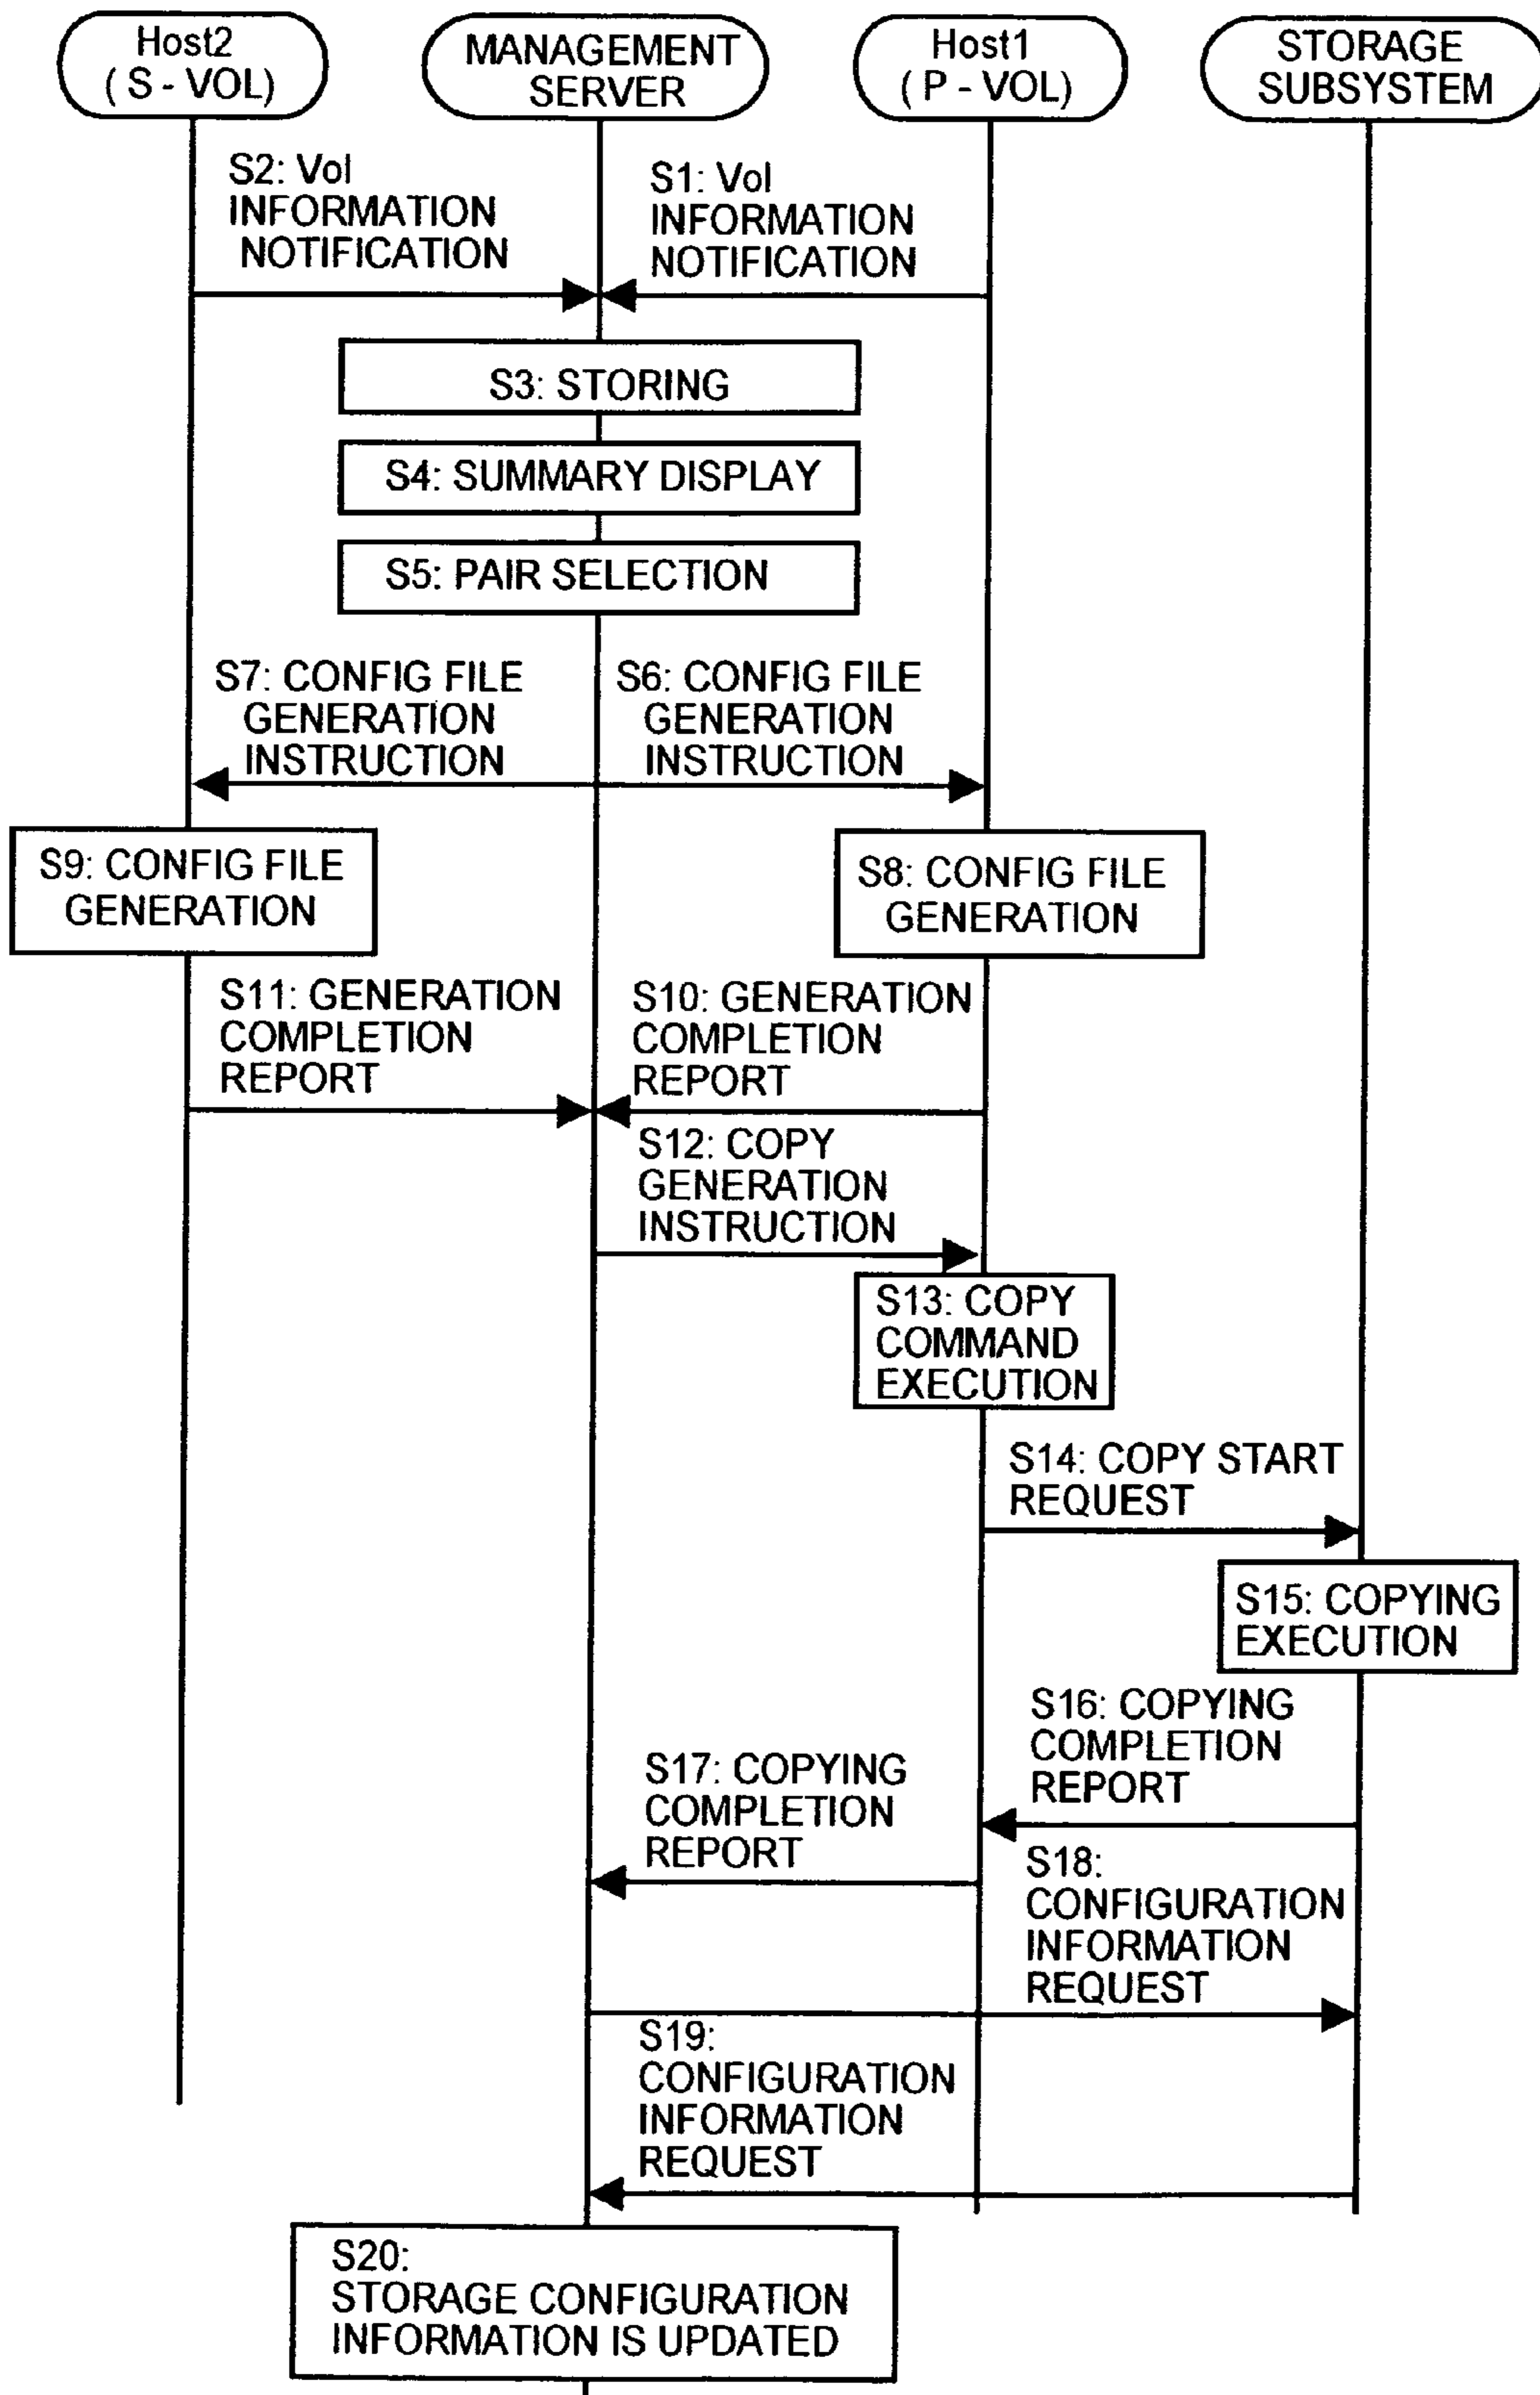 Host2
( S - VOL)
MANAGEMENT
SERVER
Host1
( P - VOL)
STORAGE
SUBSYSTEM
S2: Vol
INFORMATION
NOTIFICATION
S1: Vol
INFORMATION
NOTIFICATION
S3: STORING
S4: SUMMARY DISPLAY
S5: PAIR SELECTION
S7: CONFIG FILE
GENERATION
INSTRUCTION
S6: CONFIG FILE
GENERATION
INSTRUCTION
S9: CONFIG FILE
GENERATION
S8: CONFIG FILE
GENERATION
S11: GENERATION
COMPLETION
REPORT
S10: GENERATION
COMPLETION
REPORT
S12: COPY
GENERATION
INSTRUCTION
S13: COPY
COMMAND
EXECUTION
S14: COPY START
REQUEST
S15: COPYING
EXECUTION
S16: COPYING
COMPLETION
REPORT
S17: COPYING
COMPLETION
REPORT
S18:
CONFIGURATION
INFORMATION
REQUEST
S19:
CONFIGURATION
INFORMATION
REQUEST
S20:
STORAGE CONFIGURATION
INFORMATION IS UPDATED